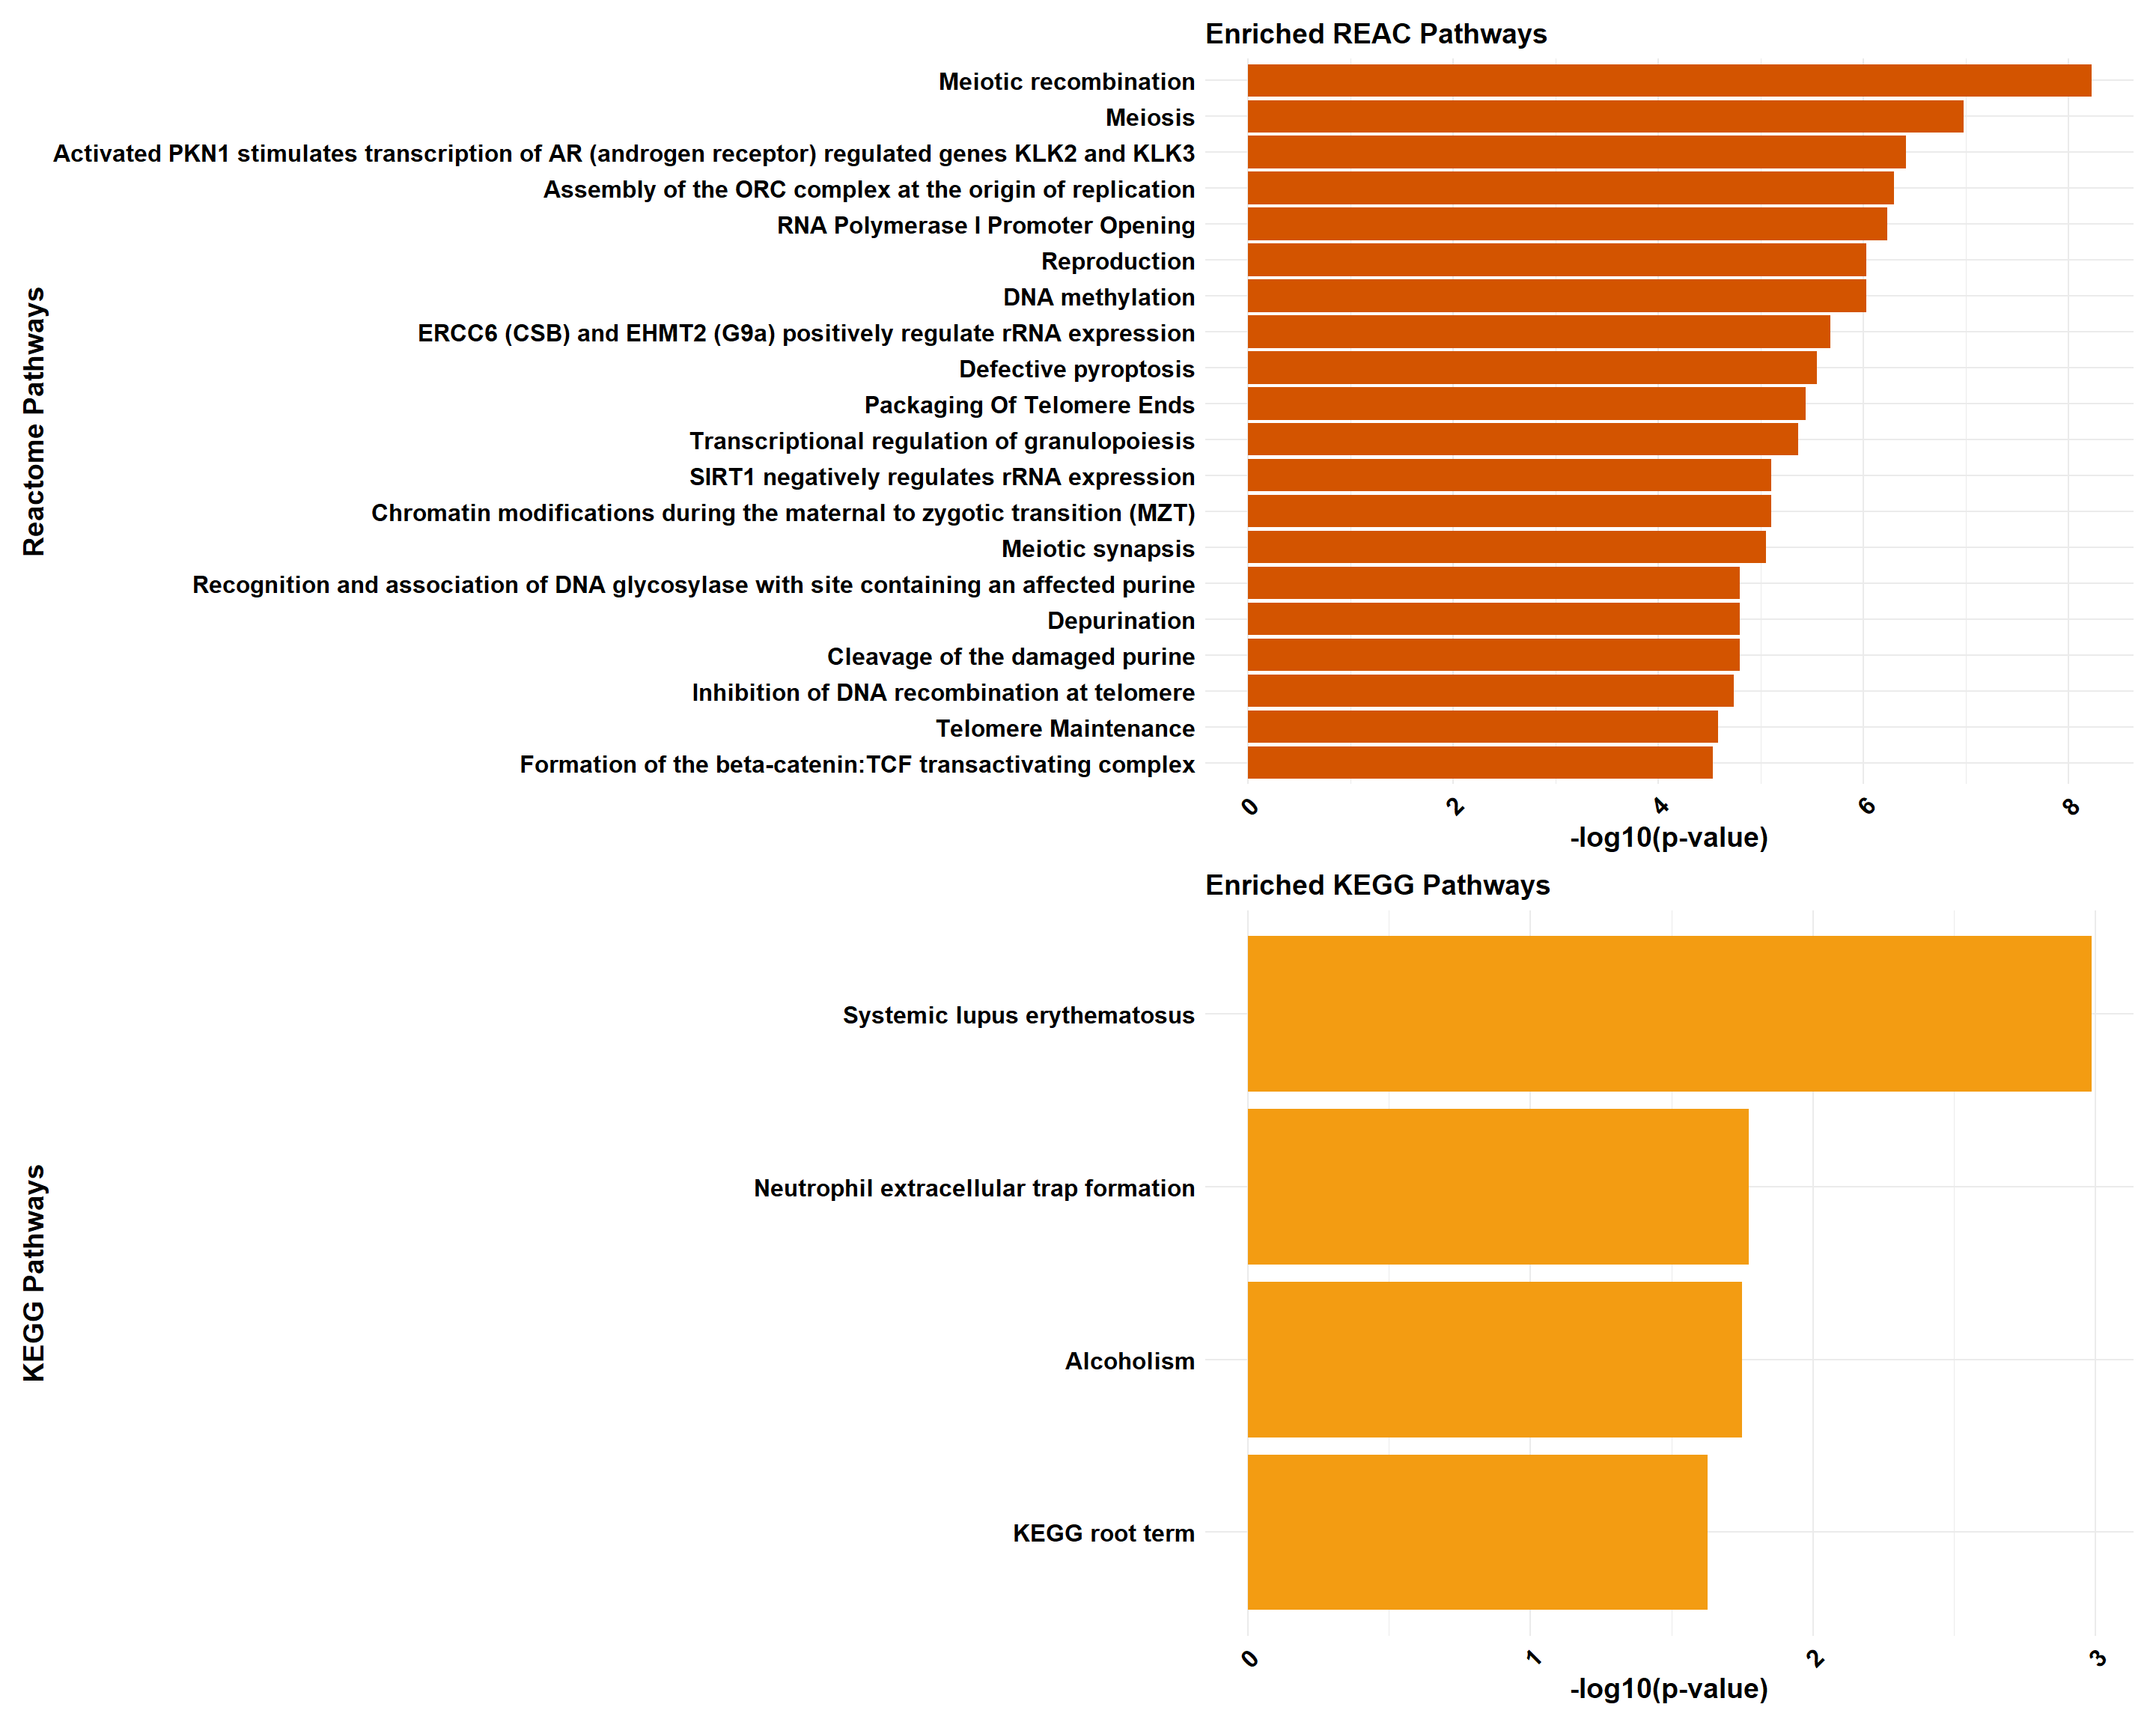 Enriched REAC Pathways
Reactome Pathways
Meiotic recombination
Meiosis
Activated PKN1 stimulates transcription of AR (androgen receptor) regulated genes KLK2 and KLK3
Assembly of the ORC complex at the origin of replication
RNA Polymerase I Promoter Opening
Reproduction
DNA methylation
ERCC6 (CSB) and EHMT2 (G9a) positively regulate rRNA expression
Defective pyroptosis
Packaging Of Telomere Ends
Transcriptional regulation of granulopoiesis
SIRT1 negatively regulates rRNA expression
Chromatin modifications during the maternal to zygotic transition (MZT)
Meiotic synapsis
Recognition and association of DNA glycosylase with site containing an affected purine
Depurination
Cleavage of the damaged purine
Inhibition of DNA recombination at telomere
Telomere Maintenance
Formation of the beta-catenin:TCF transactivating complex
0 2 4 6 8
-log10(p-value)
Enriched KEGG Pathways
KEGG Pathways
Systemic lupus erythematosus
Neutrophil extracellular trap formation
Alcoholism
KEGG root term
0 1 2 3
-log10(p-value)